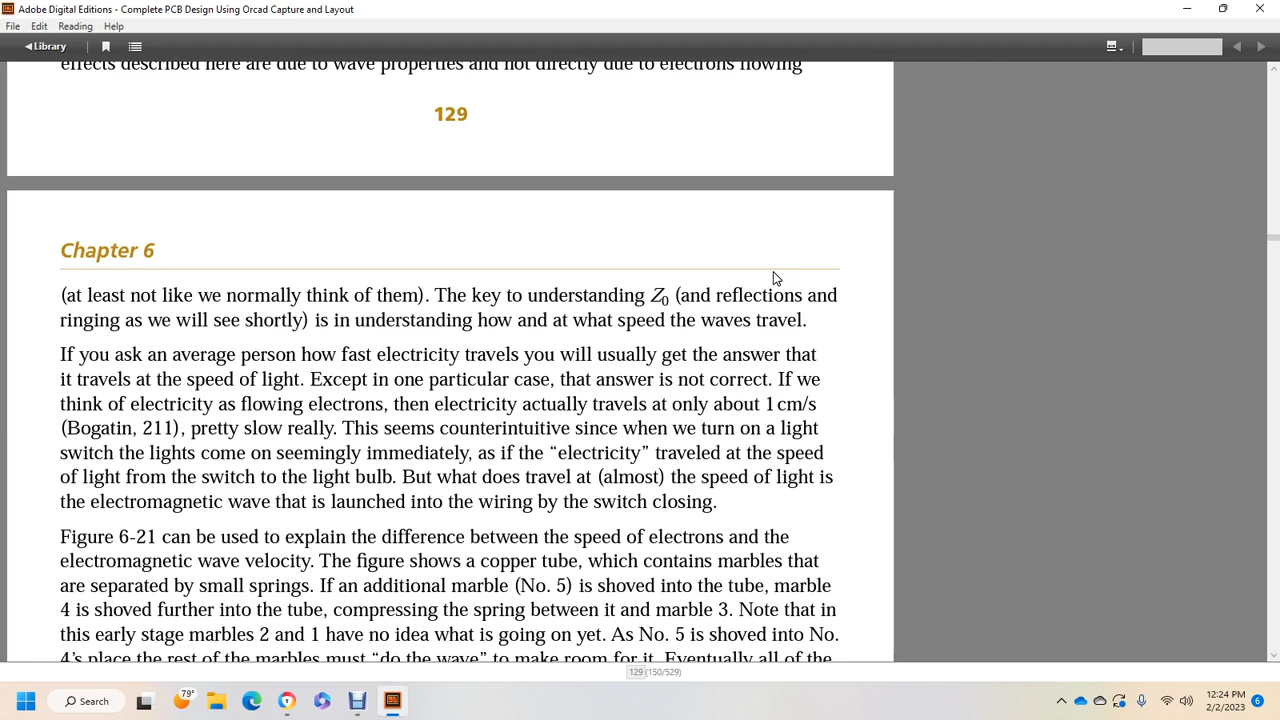 Adobe Digital Editions - Complete PCB Design Using Orcad Capture and Layout
File Edit Reading Help
Library
effects described here are due to wave properties and not directly due to electrons flowing
129
Chapter 6
(at least not like we normally think of them). The key to understanding Z0 (and reflections and
ringing as we will see shortly) is in understanding how and at what speed the waves travel.
If you ask an average person how fast electricity travels you will usually get the answer that
it travels at the speed of light. Except in one particular case, that answer is not correct. If we
think of electricity as flowing electrons, then electricity actually travels at only about 1 cm/s
(Bogatin, 211), pretty slow really. This seems counterintuitive since when we turn on a light
switch the lights come on seemingly immediately, as if the “electricity” traveled at the speed
of light from the switch to the light bulb. But what does travel at (almost) the speed of light is
the electromagnetic wave that is launched into the wiring by the switch closing.
Figure 6-21 can be used to explain the difference between the speed of electrons and the
electromagnetic wave velocity. The figure shows a copper tube, which contains marbles that
are separated by small springs. If an additional marble (No. 5) is shoved into the tube, marble
4 is shoved further into the tube, compressing the spring between it and marble 3. Note that in
this early stage marbles 2 and 1 have no idea what is going on yet. As No. 5 is shoved into No.
4’s place the rest of the marbles must “do the wave” to make room for it. Eventually all of the
129 (150/529)
Search
79°
12:24 PM
2/2/2023
6